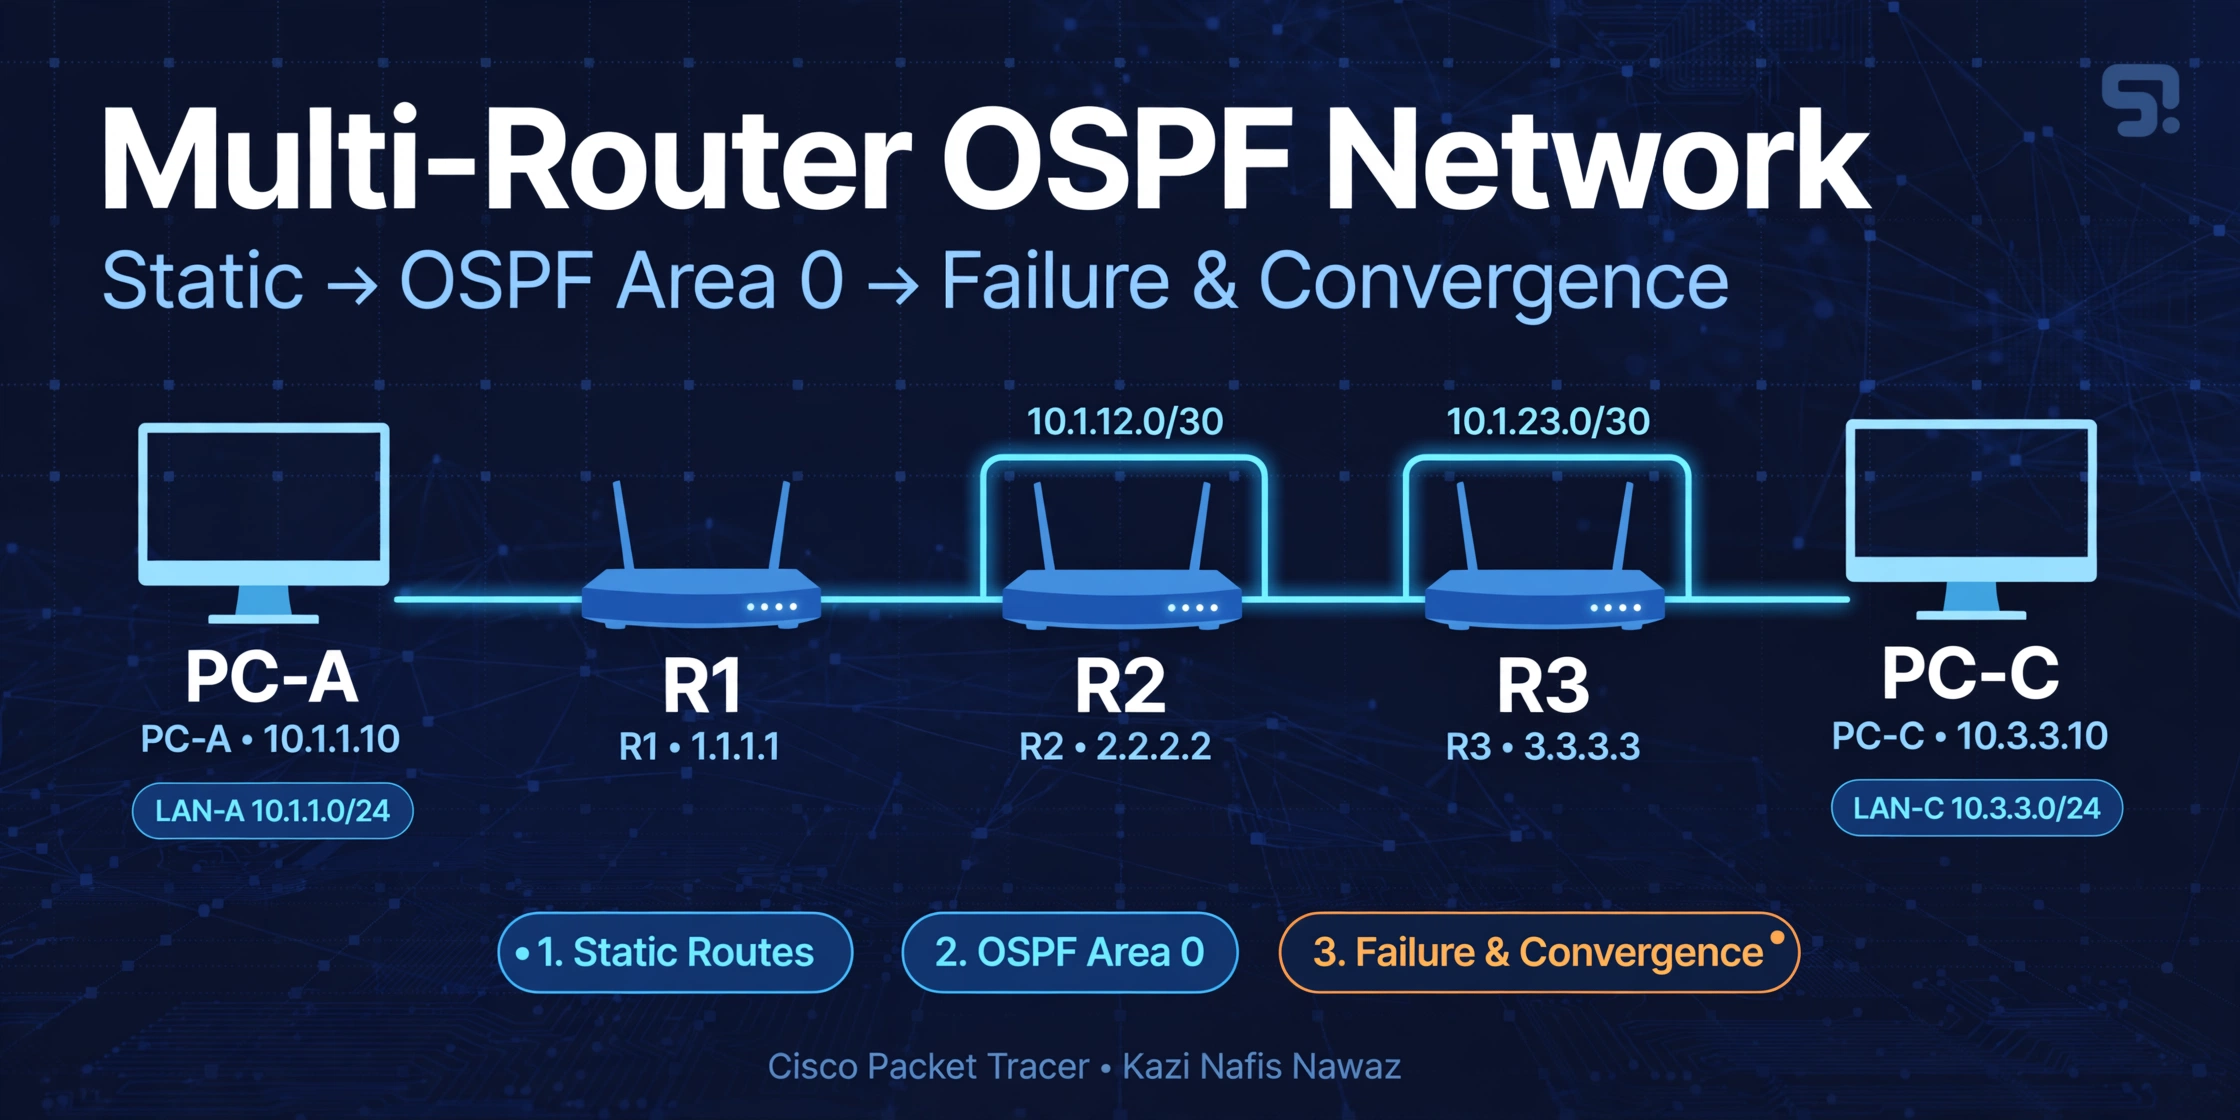 Multi-Router OSPF Network
Static → OSPF Area 0 → Failure & Convergence
10.1.12.0/30
10.1.23.0/30
PC-A
R1
R2
R3
PC-C
PC-A • 10.1.1.10
R1 • 1.1.1.1
R2 • 2.2.2.2
R3 • 3.3.3.3
PC-C • 10.3.3.10
LAN-A 10.1.1.0/24
LAN-C 10.3.3.0/24
• 1. Static Routes
2. OSPF Area 0
3. Failure & Convergence
Cisco Packet Tracer • Kazi Nafis Nawaz